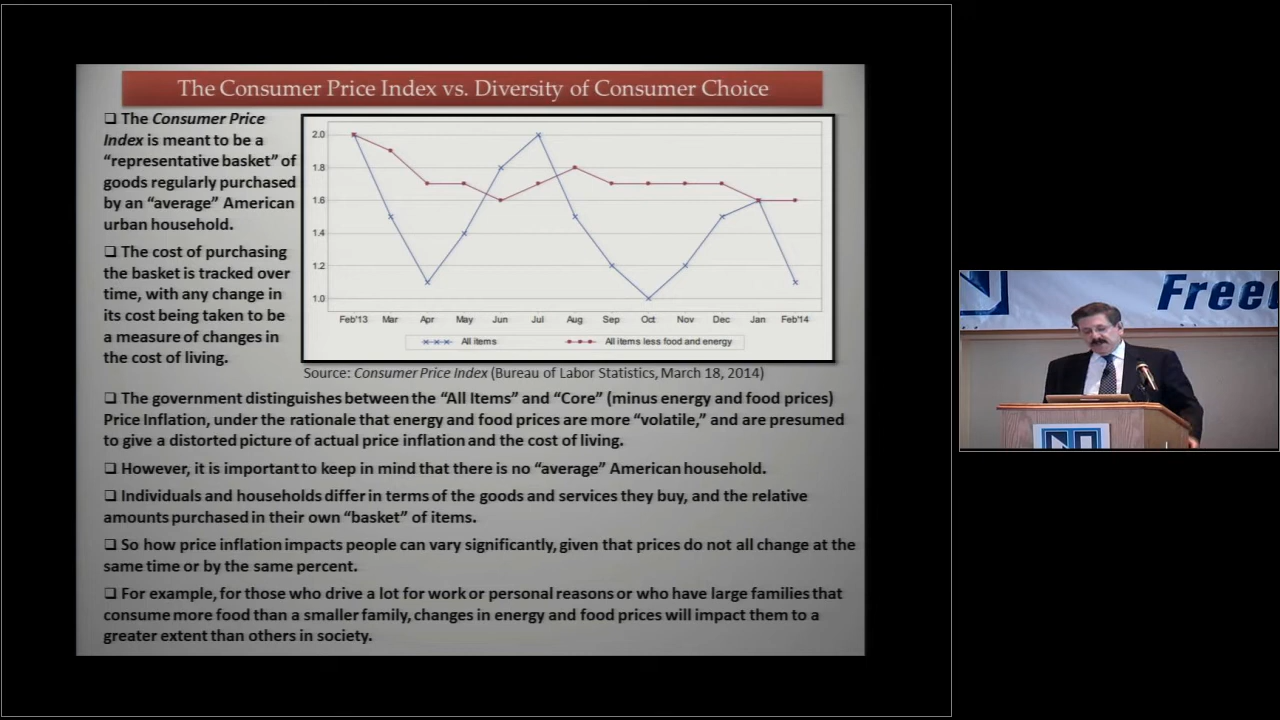 The Consumer Price Index vs. Diversity of Consumer Choice
❑ The Consumer Price
Index is meant to be a
“representative basket” of
goods regularly purchased
by an “average” American
urban household.
❑ The cost of purchasing
the basket is tracked over
time, with any change in
its cost being taken to be
a measure of changes in
the cost of living.
2.0
1.8
1.6
1.4
1.2
1.0
Feb'13 Mar Apr May Jun Jul Aug Sep Oct Nov Dec Jan Feb'14
All items All items less food and energy
Source: Consumer Price Index (Bureau of Labor Statistics, March 18, 2014)
❑ The government distinguishes between the “All Items” and “Core” (minus energy and food prices)
Price Inflation, under the rationale that energy and food prices are more “volatile,” and are presumed
to give a distorted picture of actual price inflation and the cost of living.
❑ However, it is important to keep in mind that there is no “average” American household.
❑ Individuals and households differ in terms of the goods and services they buy, and the relative
amounts purchased in their own “basket” of items.
❑ So how price inflation impacts people can vary significantly, given that prices do not all change at the
same time or by the same percent.
❑ For example, for those who drive a lot for work or personal reasons or who have large families that
consume more food than a smaller family, changes in energy and food prices will impact them to a
greater extent than others in society.
Free